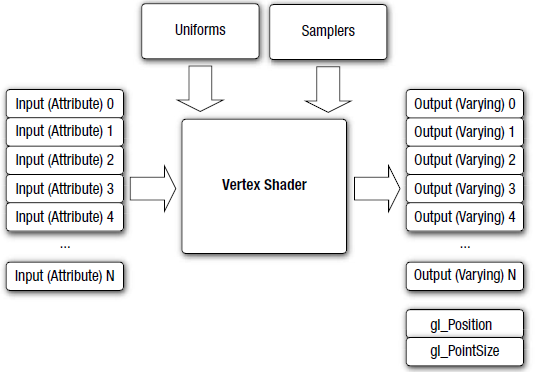 Uniforms
Samplers
Input (Attribute) 0
Input (Attribute) 1
Input (Attribute) 2
Input (Attribute) 3
Input (Attribute) 4
...
Input (Attribute) N
Vertex Shader
Output (Varying) 0
Output (Varying) 1
Output (Varying) 2
Output (Varying) 3
Output (Varying) 4
...
Output (Varying) N
gl_Position
gl_PointSize